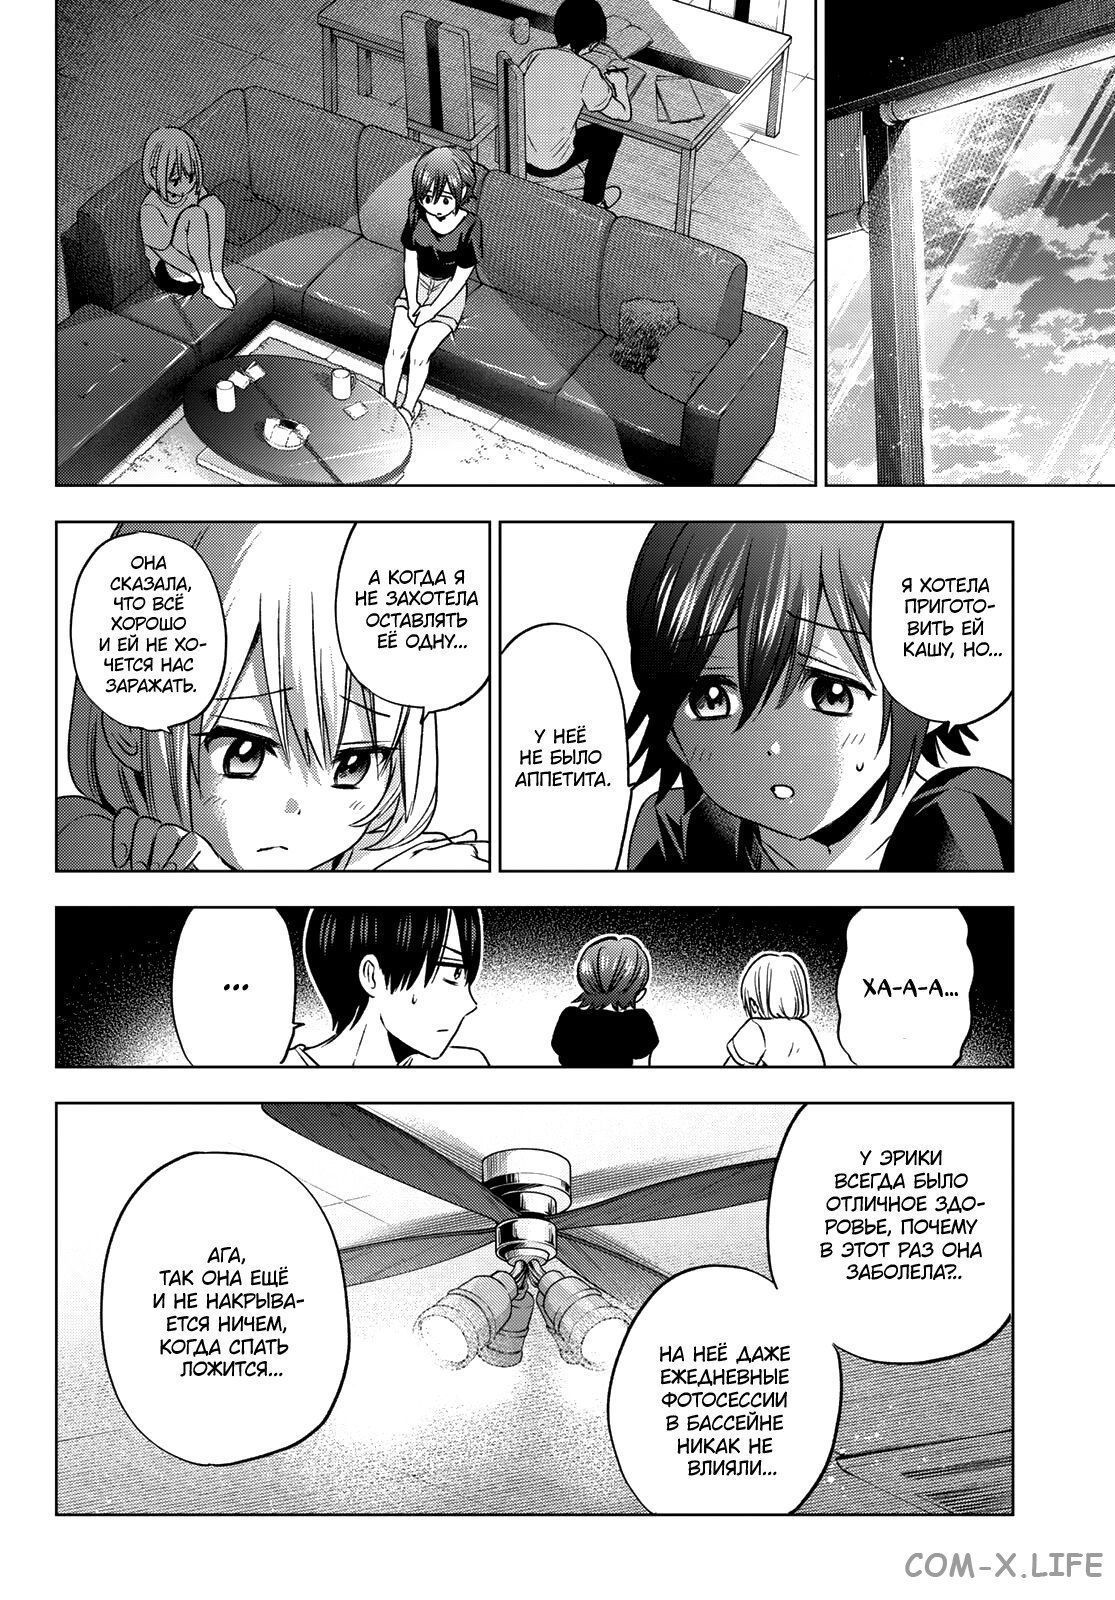 Я ХОТЕЛА
ПРИГОТО-
ВИТЬ ЕЙ
КАШУ, НО...
У НЕЁ
НЕ БЫЛО
АППЕТИТА.
А КОГДА Я
НЕ ЗАХОТЕЛА
ОСТАВЛЯТЬ
ЕЁ ОДНУ...
ОНА
СКАЗАЛА,
ЧТО ВСЁ
ХОРОШО
И ЕЙ НЕ ХО-
ЧЕТСЯ НАС
ЗАРАЖАТЬ.
ХА-А-А...
...
У ЭРИКИ
ВСЕГДА БЫЛО
ОТЛИЧНОЕ ЗДО-
РОВЬЕ, ПОЧЕМУ
В ЭТОТ РАЗ ОНА
ЗАБОЛЕЛА?..
НА НЕЁ ДАЖЕ
ЕЖЕДНЕВНЫЕ
ФОТОСЕССИИ
В БАССЕЙНЕ
НИКАК НЕ
ВЛИЯЛИ...
АГА,
ТАК ОНА ЕЩЁ
И НЕ НАКРЫВА-
ЕТСЯ НИЧЕМ,
КОГДА СПАТЬ
ЛОЖИТСЯ...
COM-X.LIFE